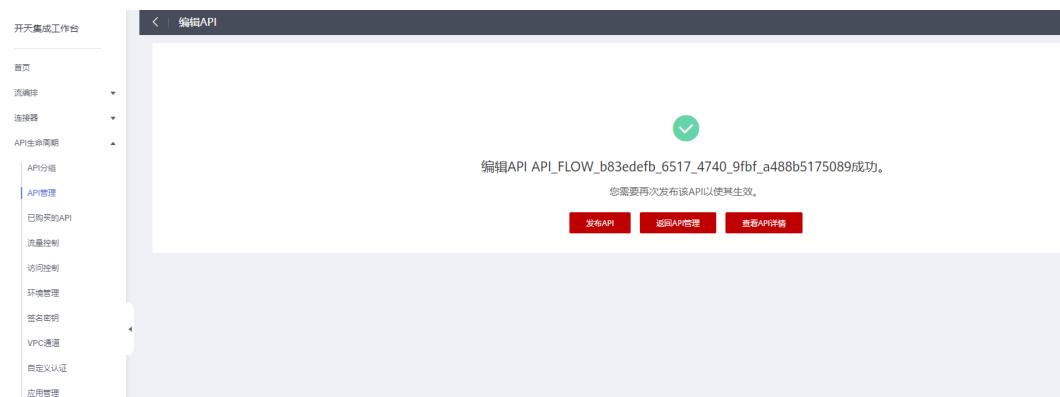 开天集成工作台
首页
流编排
连接器
API生命周期
API分组
API管理
已购买的API
流量控制
访问控制
环境管理
签名密钥
VPC通道
自定义认证
应用管理
编辑API
编辑API API_FLOW_b83edefb_6517_4740_9fbf_a488b5175089成功。
您需要再次发布该API以使其生效。
发布API 返回API管理 查看API详情